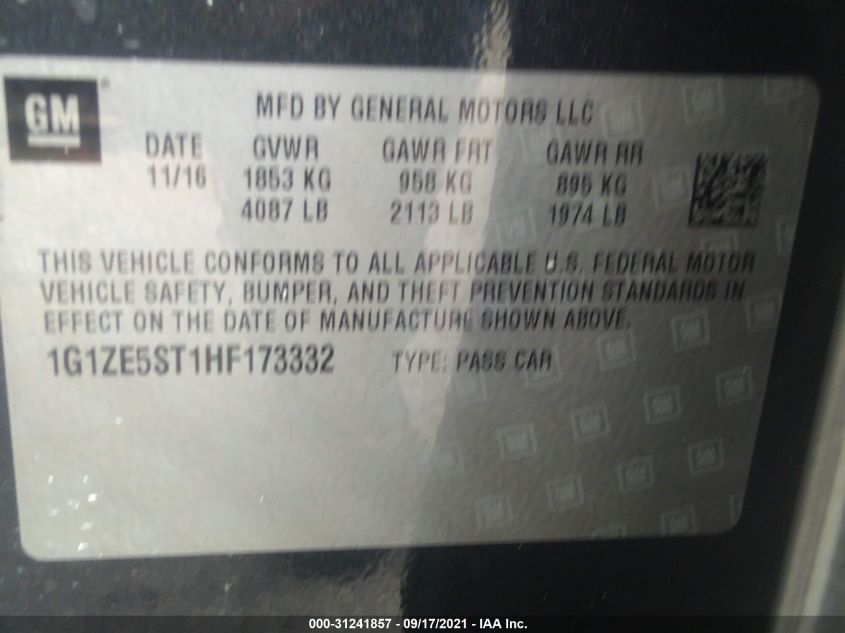 GM
MFD BY GENERAL MOTORS LLC
DATE GVWR GAWR FRT GAWR RR
11/16 1853 KG 958 KG 895 KG
4087 LB 2113 LB 1974 LB
THIS VEHICLE CONFORMS TO ALL APPLICABLE U.S. FEDERAL MOTOR
VEHICLE SAFETY, BUMPER, AND THEFT PREVENTION STANDARDS IN
EFFECT ON THE DATE OF MANUFACTURE SHOWN ABOVE.
1G1ZE5ST1HF173332 TYPE: PASS CAR
000-31241857 - 09/17/2021 - IAA Inc.